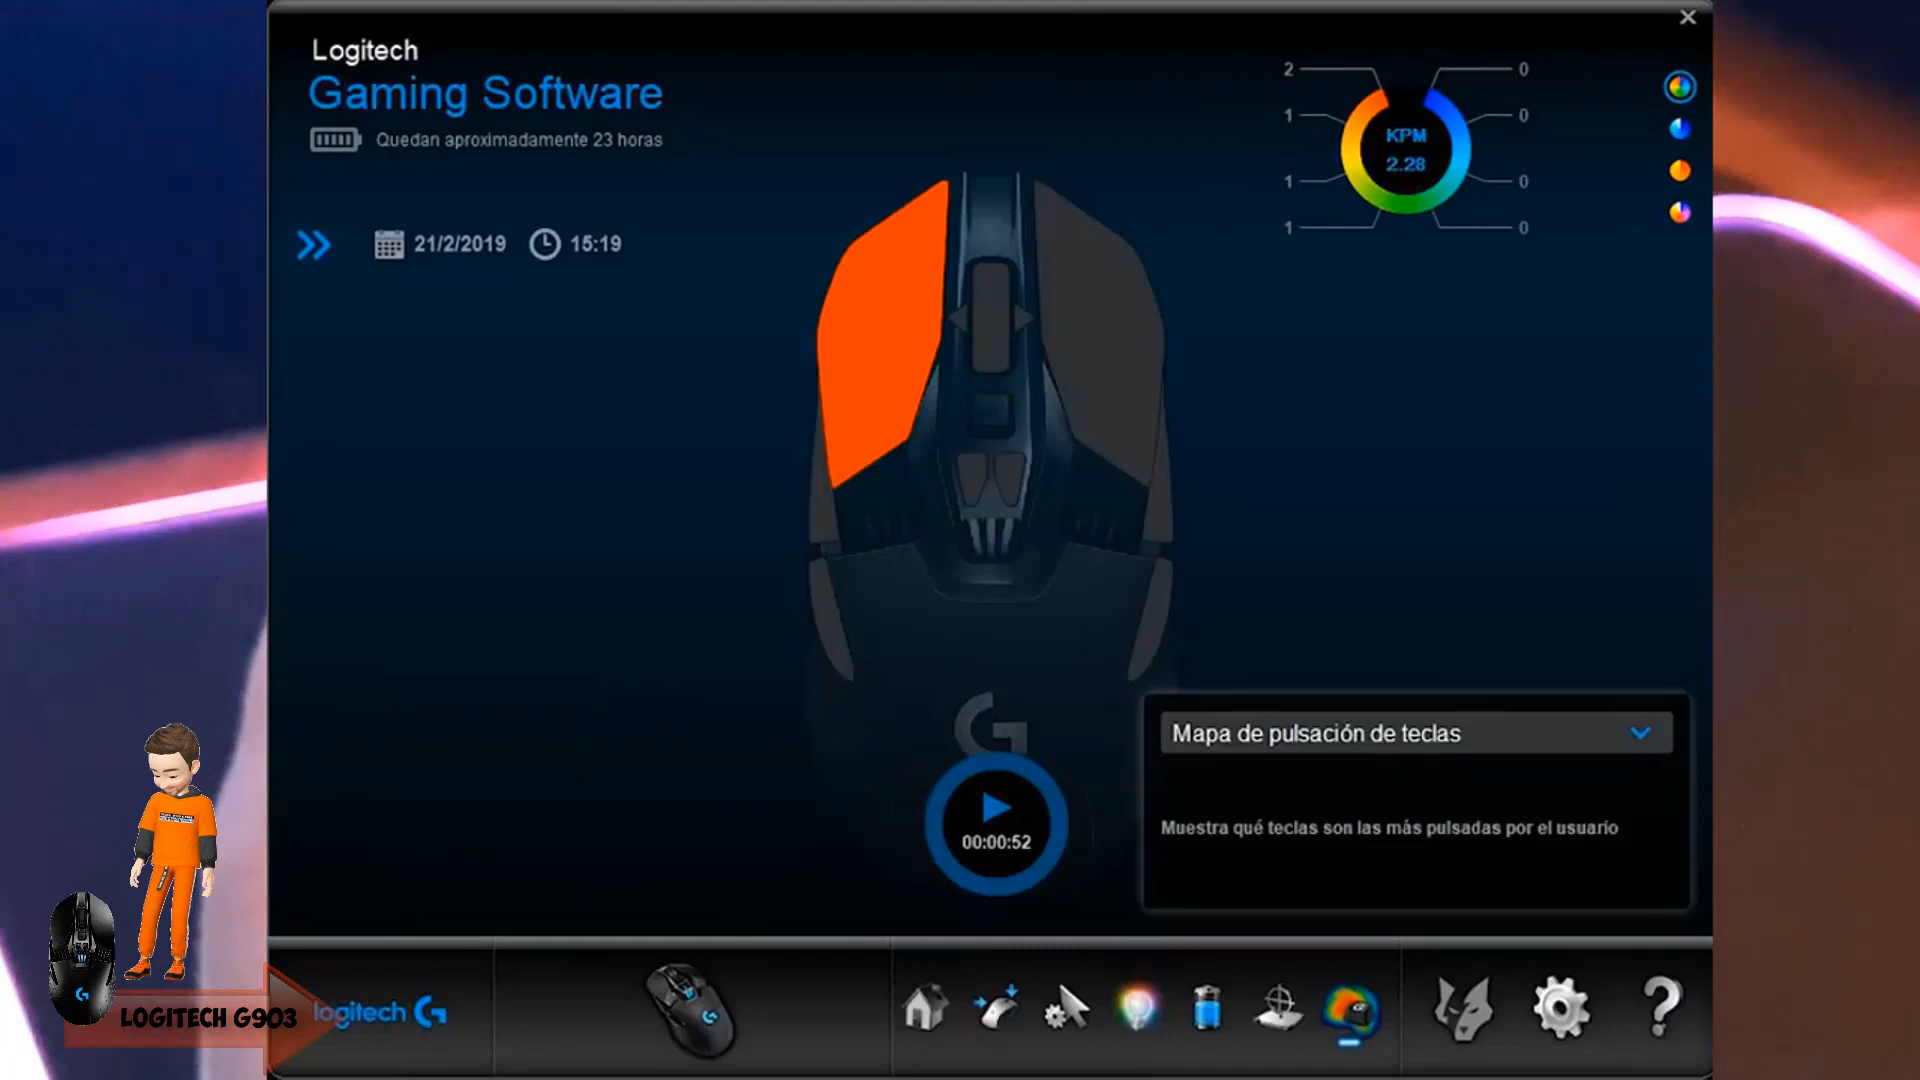 Logitech
Gaming Software
Quedan aproximadamente 23 horas
21/2/2019 15:19
2
1
1
1
KPM
2.28
0
0
0
0
G
00:00:52
Mapa de pulsación de teclas
Muestra qué teclas son las más pulsadas por el usuario
LOGITECH G903
logitech G
?